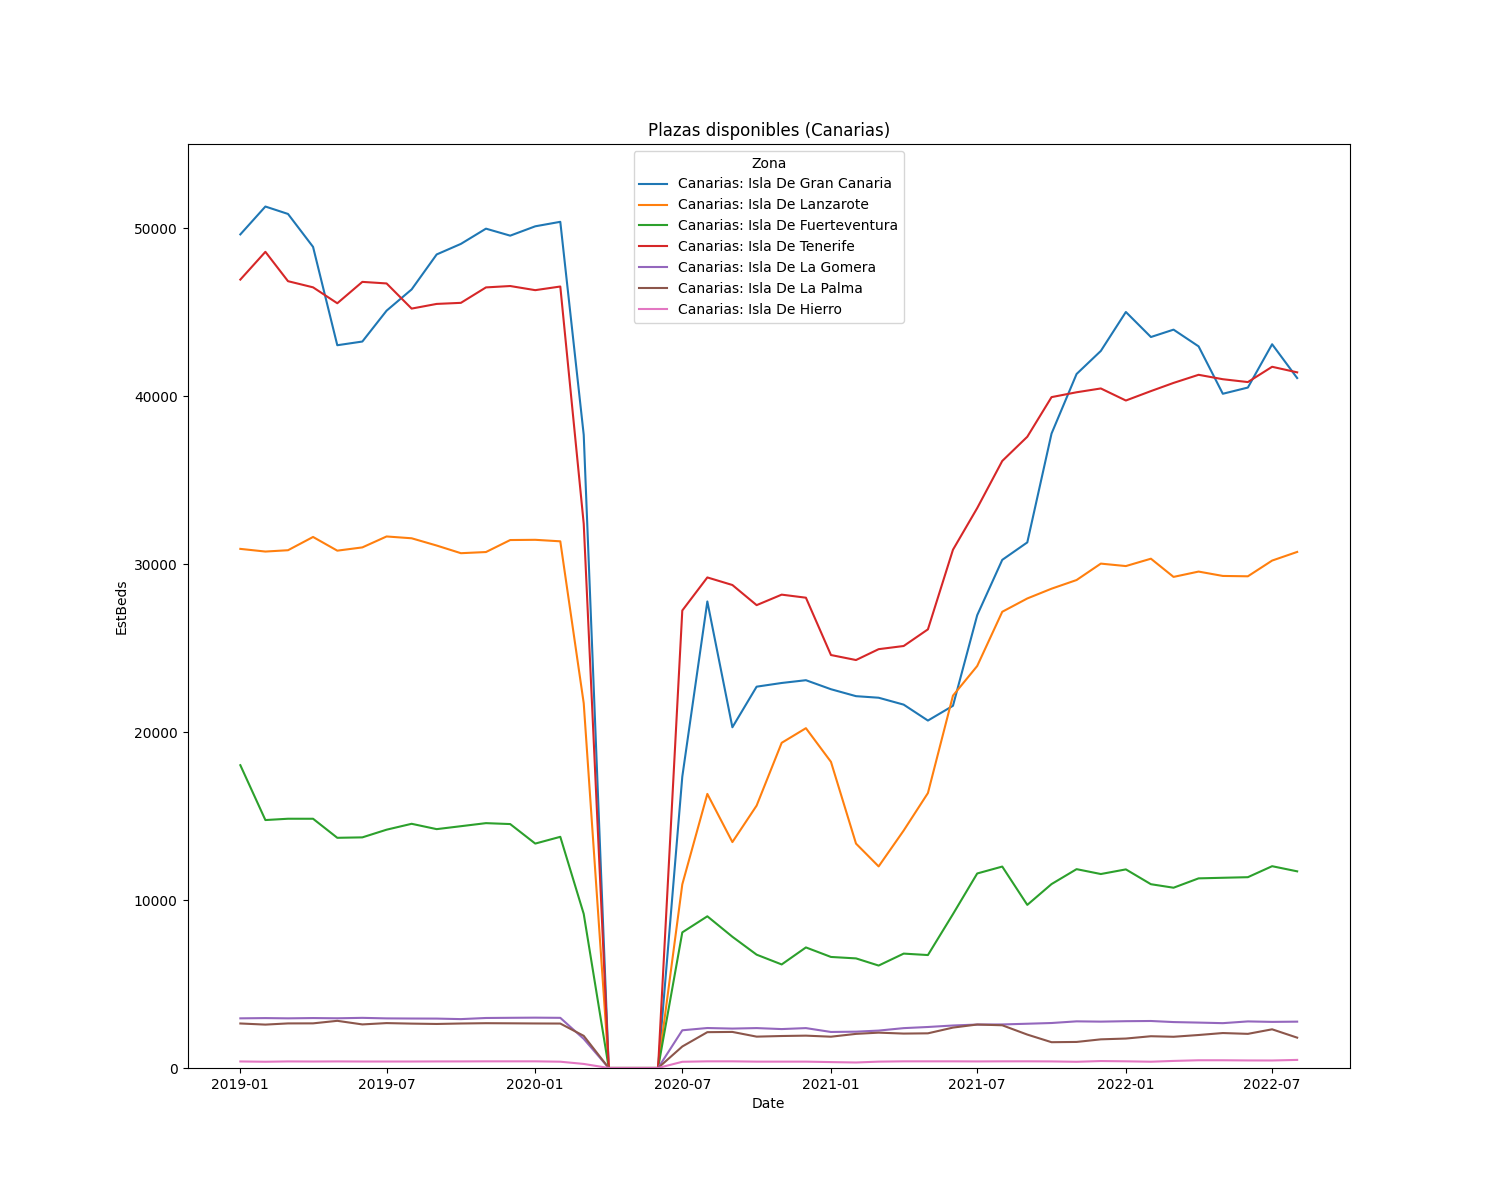 Plazas disponibles (Canarias)
Zona
Canarias: Isla De Gran Canaria
Canarias: Isla De Lanzarote
Canarias: Isla De Fuerteventura
Canarias: Isla De Tenerife
Canarias: Isla De La Gomera
Canarias: Isla De La Palma
Canarias: Isla De Hierro
50000
40000
30000
20000
10000
0
EstBeds
2019-01 2019-07 2020-01 2020-07 2021-01 2021-07 2022-01 2022-07
Date